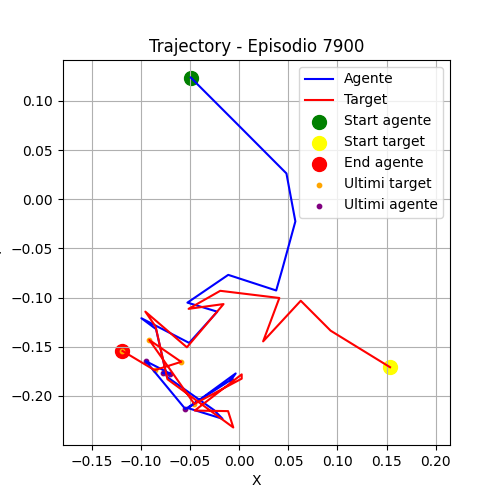 Trajectory - Episodio 7900
Agente
Target
Start agente
Start target
End agente
Ultimi target
Ultimi agente
0.10
0.05
0.00
−0.05
−0.10
−0.15
−0.20
−0.15
−0.10
−0.05
0.00
0.05
0.10
0.15
0.20
X